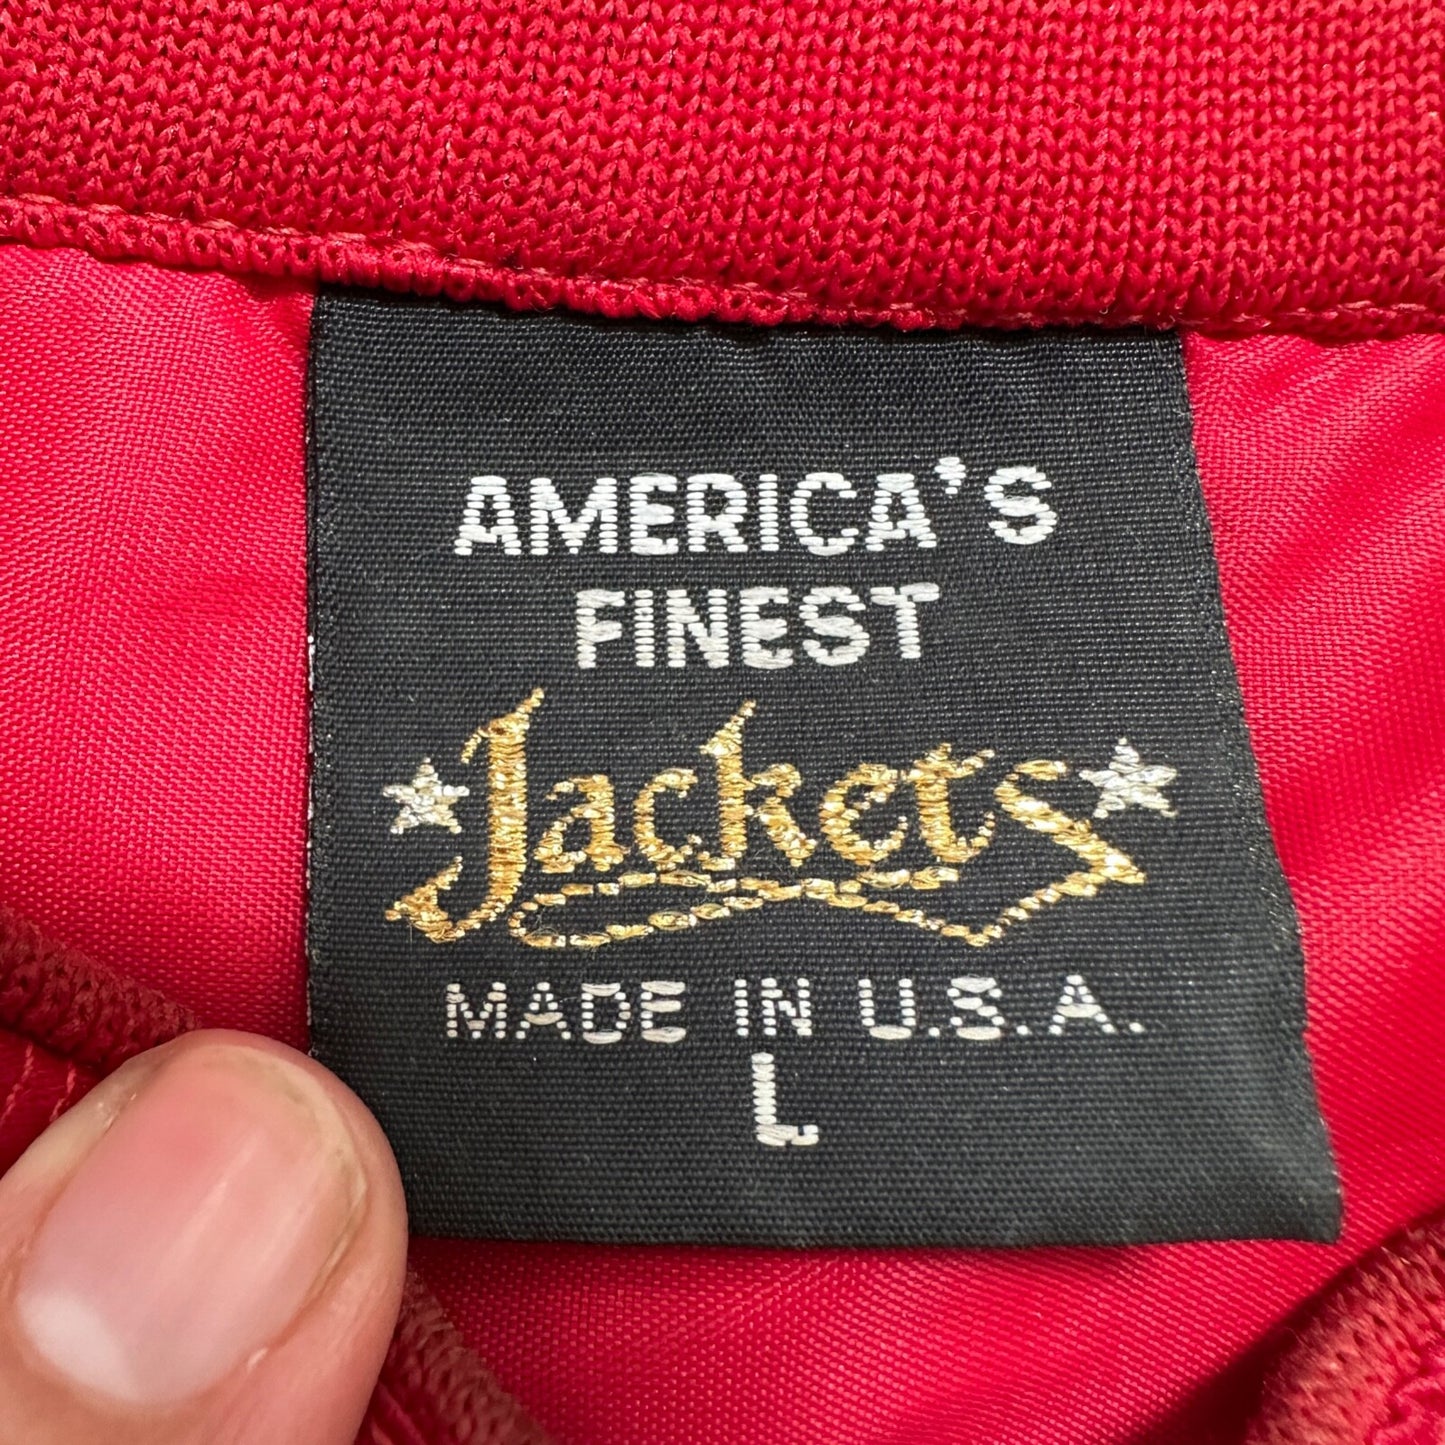 AMERICA'S
FINEST
Jackets
MADE IN U.S.A.
L